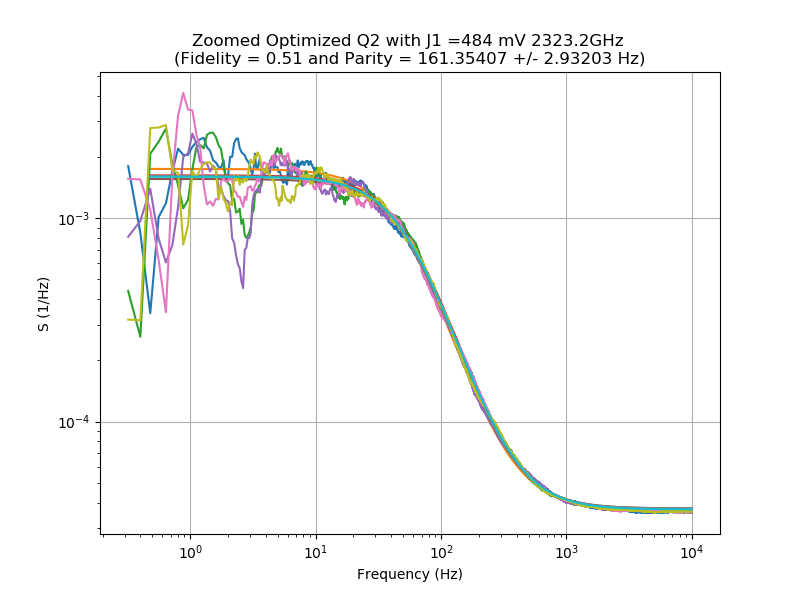 Zoomed Optimized Q2 with J1 =484 mV 2323.2GHz
(Fidelity = 0.51 and Parity = 161.35407 +/- 2.93203 Hz)
S (1/Hz)
10⁻³
10⁻⁴
10⁰ 10¹ 10² 10³ 10⁴
Frequency (Hz)